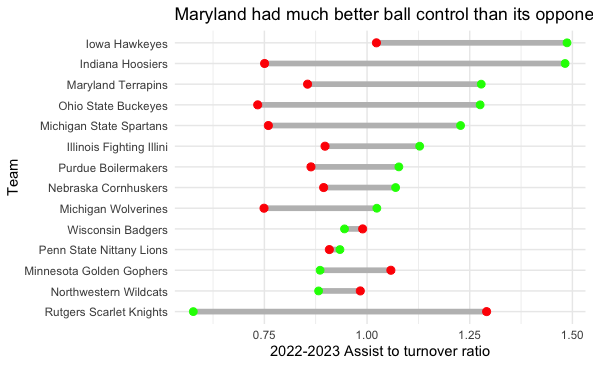 Maryland had much better ball control than its oppone
Iowa Hawkeyes
Indiana Hoosiers
Maryland Terrapins
Ohio State Buckeyes
Michigan State Spartans
Illinois Fighting Illini
Purdue Boilermakers
Nebraska Cornhuskers
Michigan Wolverines
Wisconsin Badgers
Penn State Nittany Lions
Minnesota Golden Gophers
Northwestern Wildcats
Rutgers Scarlet Knights
Team
0.75 1.00 1.25 1.50
2022-2023 Assist to turnover ratio